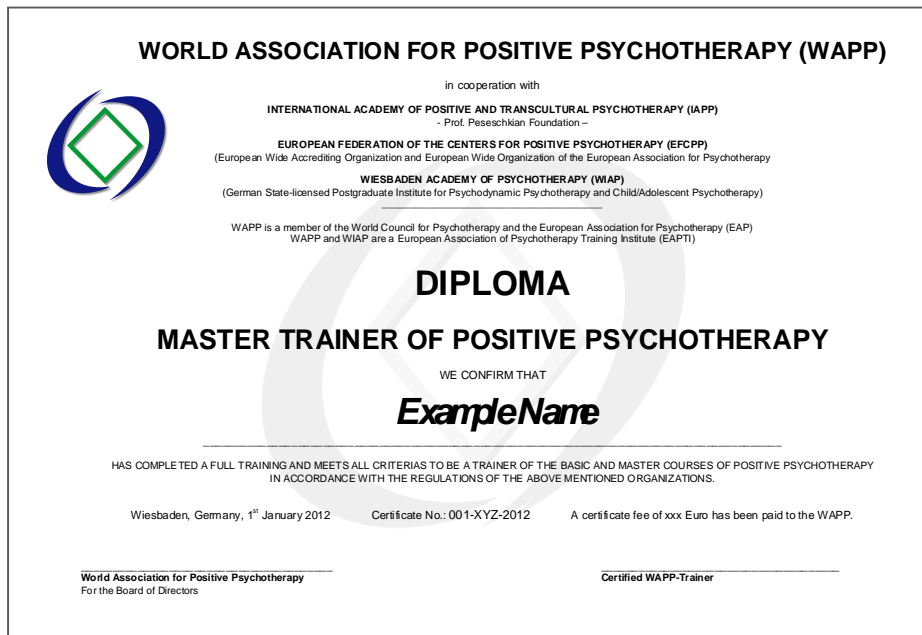 WORLD ASSOCIATION FOR POSITIVE PSYCHOTHERAPY (WAPP)
in cooperation with
INTERNATIONAL ACADEMY OF POSITIVE AND TRANSCULTURAL PSYCHOTHERAPY (IAPP)
- Prof. Peseschkian Foundation –
EUROPEAN FEDERATION OF THE CENTERS FOR POSITIVE PSYCHOTHERAPY (EFCPP)
(European Wide Accrediting Organization and European Wide Organization of the European Association for Psychotherapy
WIESBADEN ACADEMY OF PSYCHOTHERAPY (WIAP)
(German State-licensed Postgraduate Institute for Psychodynamic Psychotherapy and Child/Adolescent Psychotherapy)
WAPP is a member of the World Council for Psychotherapy and the European Association for Psychotherapy (EAP)
WAPP and WIAP are a European Association of Psychotherapy Training Institute (EAPTI)
DIPLOMA
MASTER TRAINER OF POSITIVE PSYCHOTHERAPY
WE CONFIRM THAT
Example Name
HAS COMPLETED A FULL TRAINING AND MEETS ALL CRITERIAS TO BE A TRAINER OF THE BASIC AND MASTER COURSES OF POSITIVE PSYCHOTHERAPY
IN ACCORDANCE WITH THE REGULATIONS OF THE ABOVE MENTIONED ORGANIZATIONS.
Wiesbaden, Germany, 1st January 2012 Certificate No.: 001-XYZ-2012 A certificate fee of xxx Euro has been paid to the WAPP.
World Association for Positive Psychotherapy Certified WAPP-Trainer
For the Board of Directors